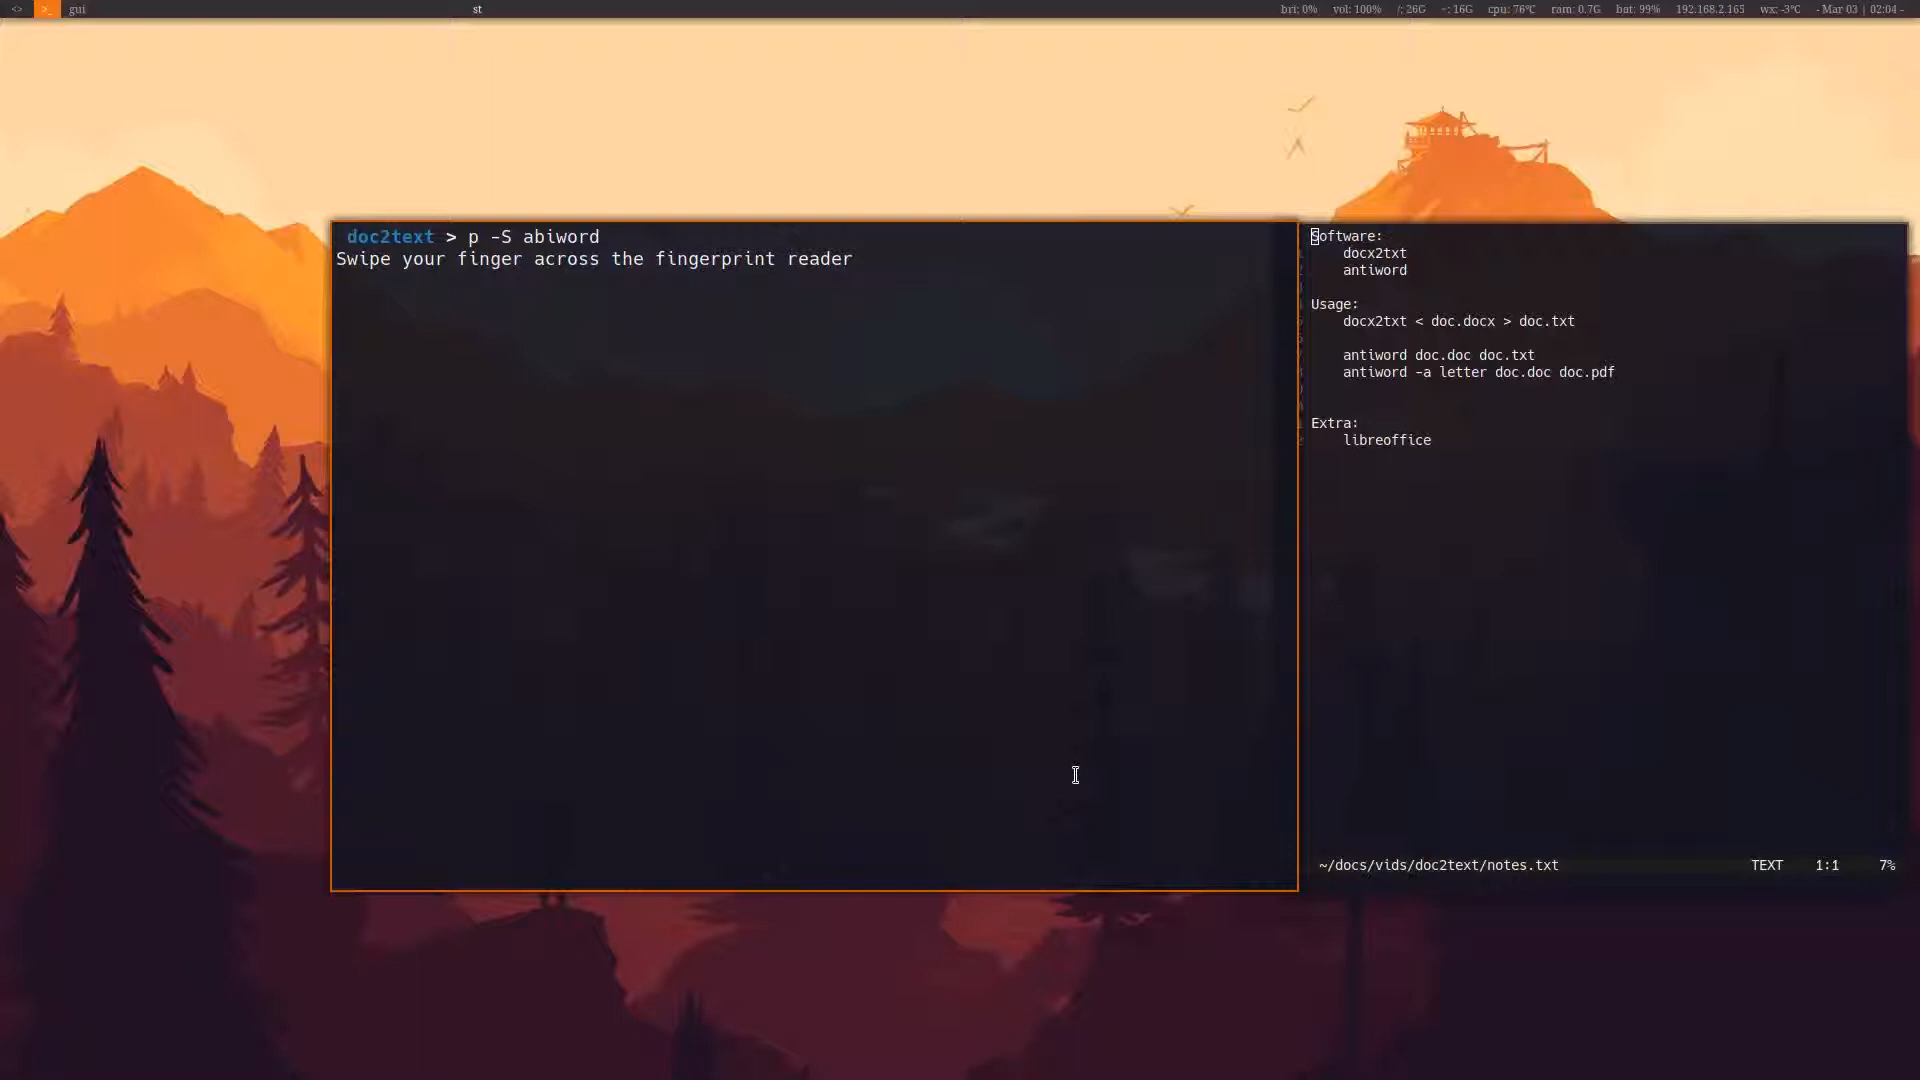 <> >_ gui st bri: 0% vol: 100% /: 26G ~: 16G cpu: 76°C ram: 0.7G bat: 99% 192.168.2.165 wx: -3°C - Mar 03 | 02:04 -
doc2text > p -S abiword
Swipe your finger across the fingerprint reader
Software:
docx2txt
antiword
Usage:
docx2txt < doc.docx > doc.txt
antiword doc.doc doc.txt
antiword -a letter doc.doc doc.pdf
Extra:
libreoffice
~/docs/vids/doc2text/notes.txt TEXT 1:1 7%